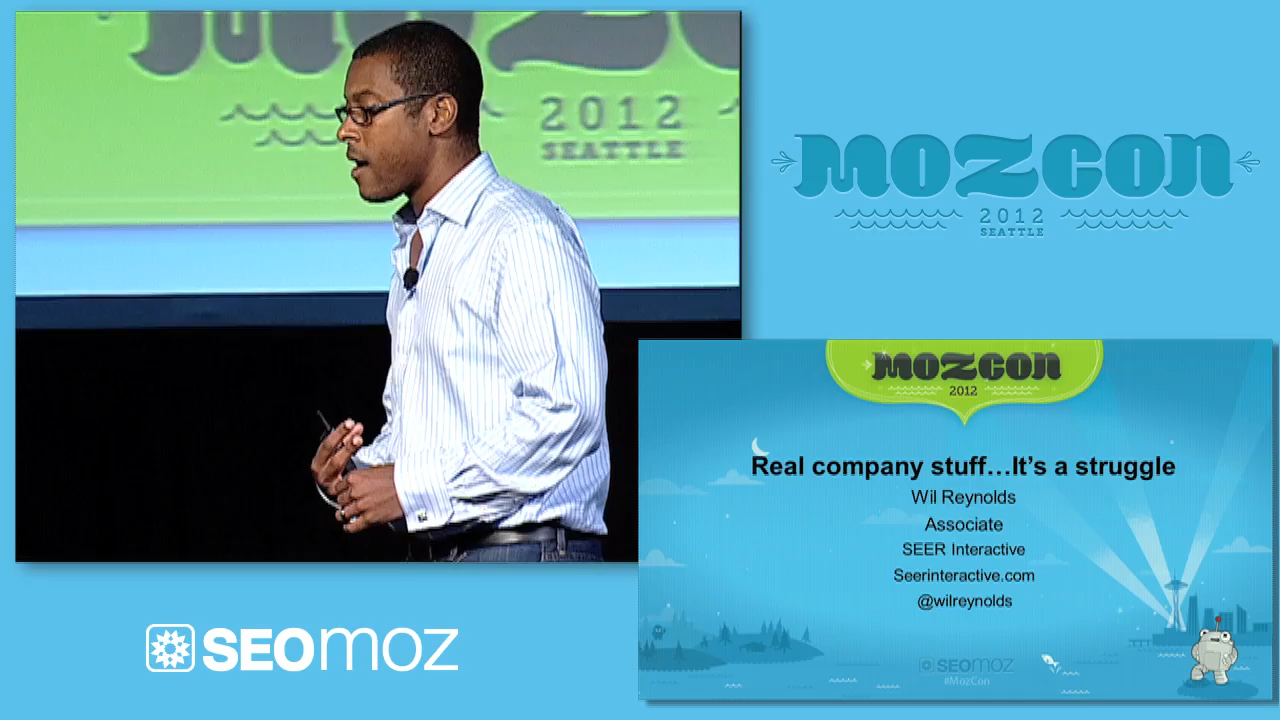 MOZCON
2012
SEATTLE
MOZCON
2012
SEATTLE
MOZCON
2012
Real company stuff…It's a struggle
Wil Reynolds
Associate
SEER Interactive
Seerinteractive.com
@wilreynolds
SEOmoz
#MozCon
SEOmoz